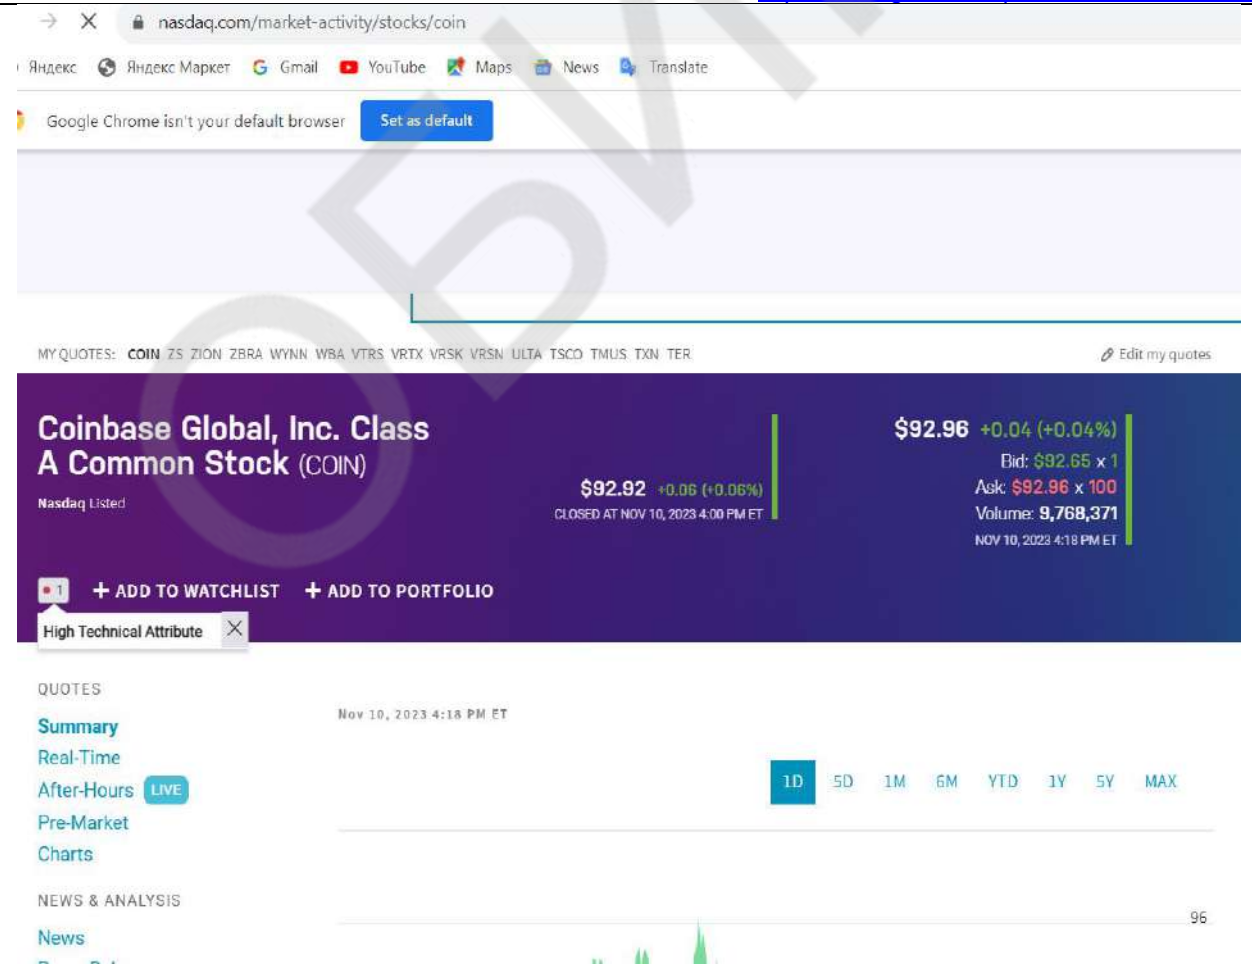 nasdaq.com/market-activity/stocks/coin
Яндекс Яндекс Маркет G Gmail YouTube Maps News Translate
Google Chrome isn't your default browser Set as default
ОБИ
MY QUOTES: COIN ZS ZION ZBRA WYNN WBA VTRS VRTX VRSK VRSN ULTA TSCO TMUS TXN TER Edit my quotes
Coinbase Global, Inc. Class
A Common Stock (COIN)
Nasdaq Listed
$92.92 +0.06 (+0.06%)
CLOSED AT NOV 10, 2023 4:00 PM ET
$92.96 +0.04 (+0.04%)
Bid: $92.65 x 1
Ask: $92.96 x 100
Volume: 9,768,371
NOV 10, 2023 4:18 PM ET
1 + ADD TO WATCHLIST + ADD TO PORTFOLIO
High Technical Attribute
QUOTES
Summary
Real-Time
After-Hours LIVE
Pre-Market
Charts
NEWS & ANALYSIS
News
Nov 10, 2023 4:18 PM ET
1D 5D 1M 6M YTD 1Y 5Y MAX
96